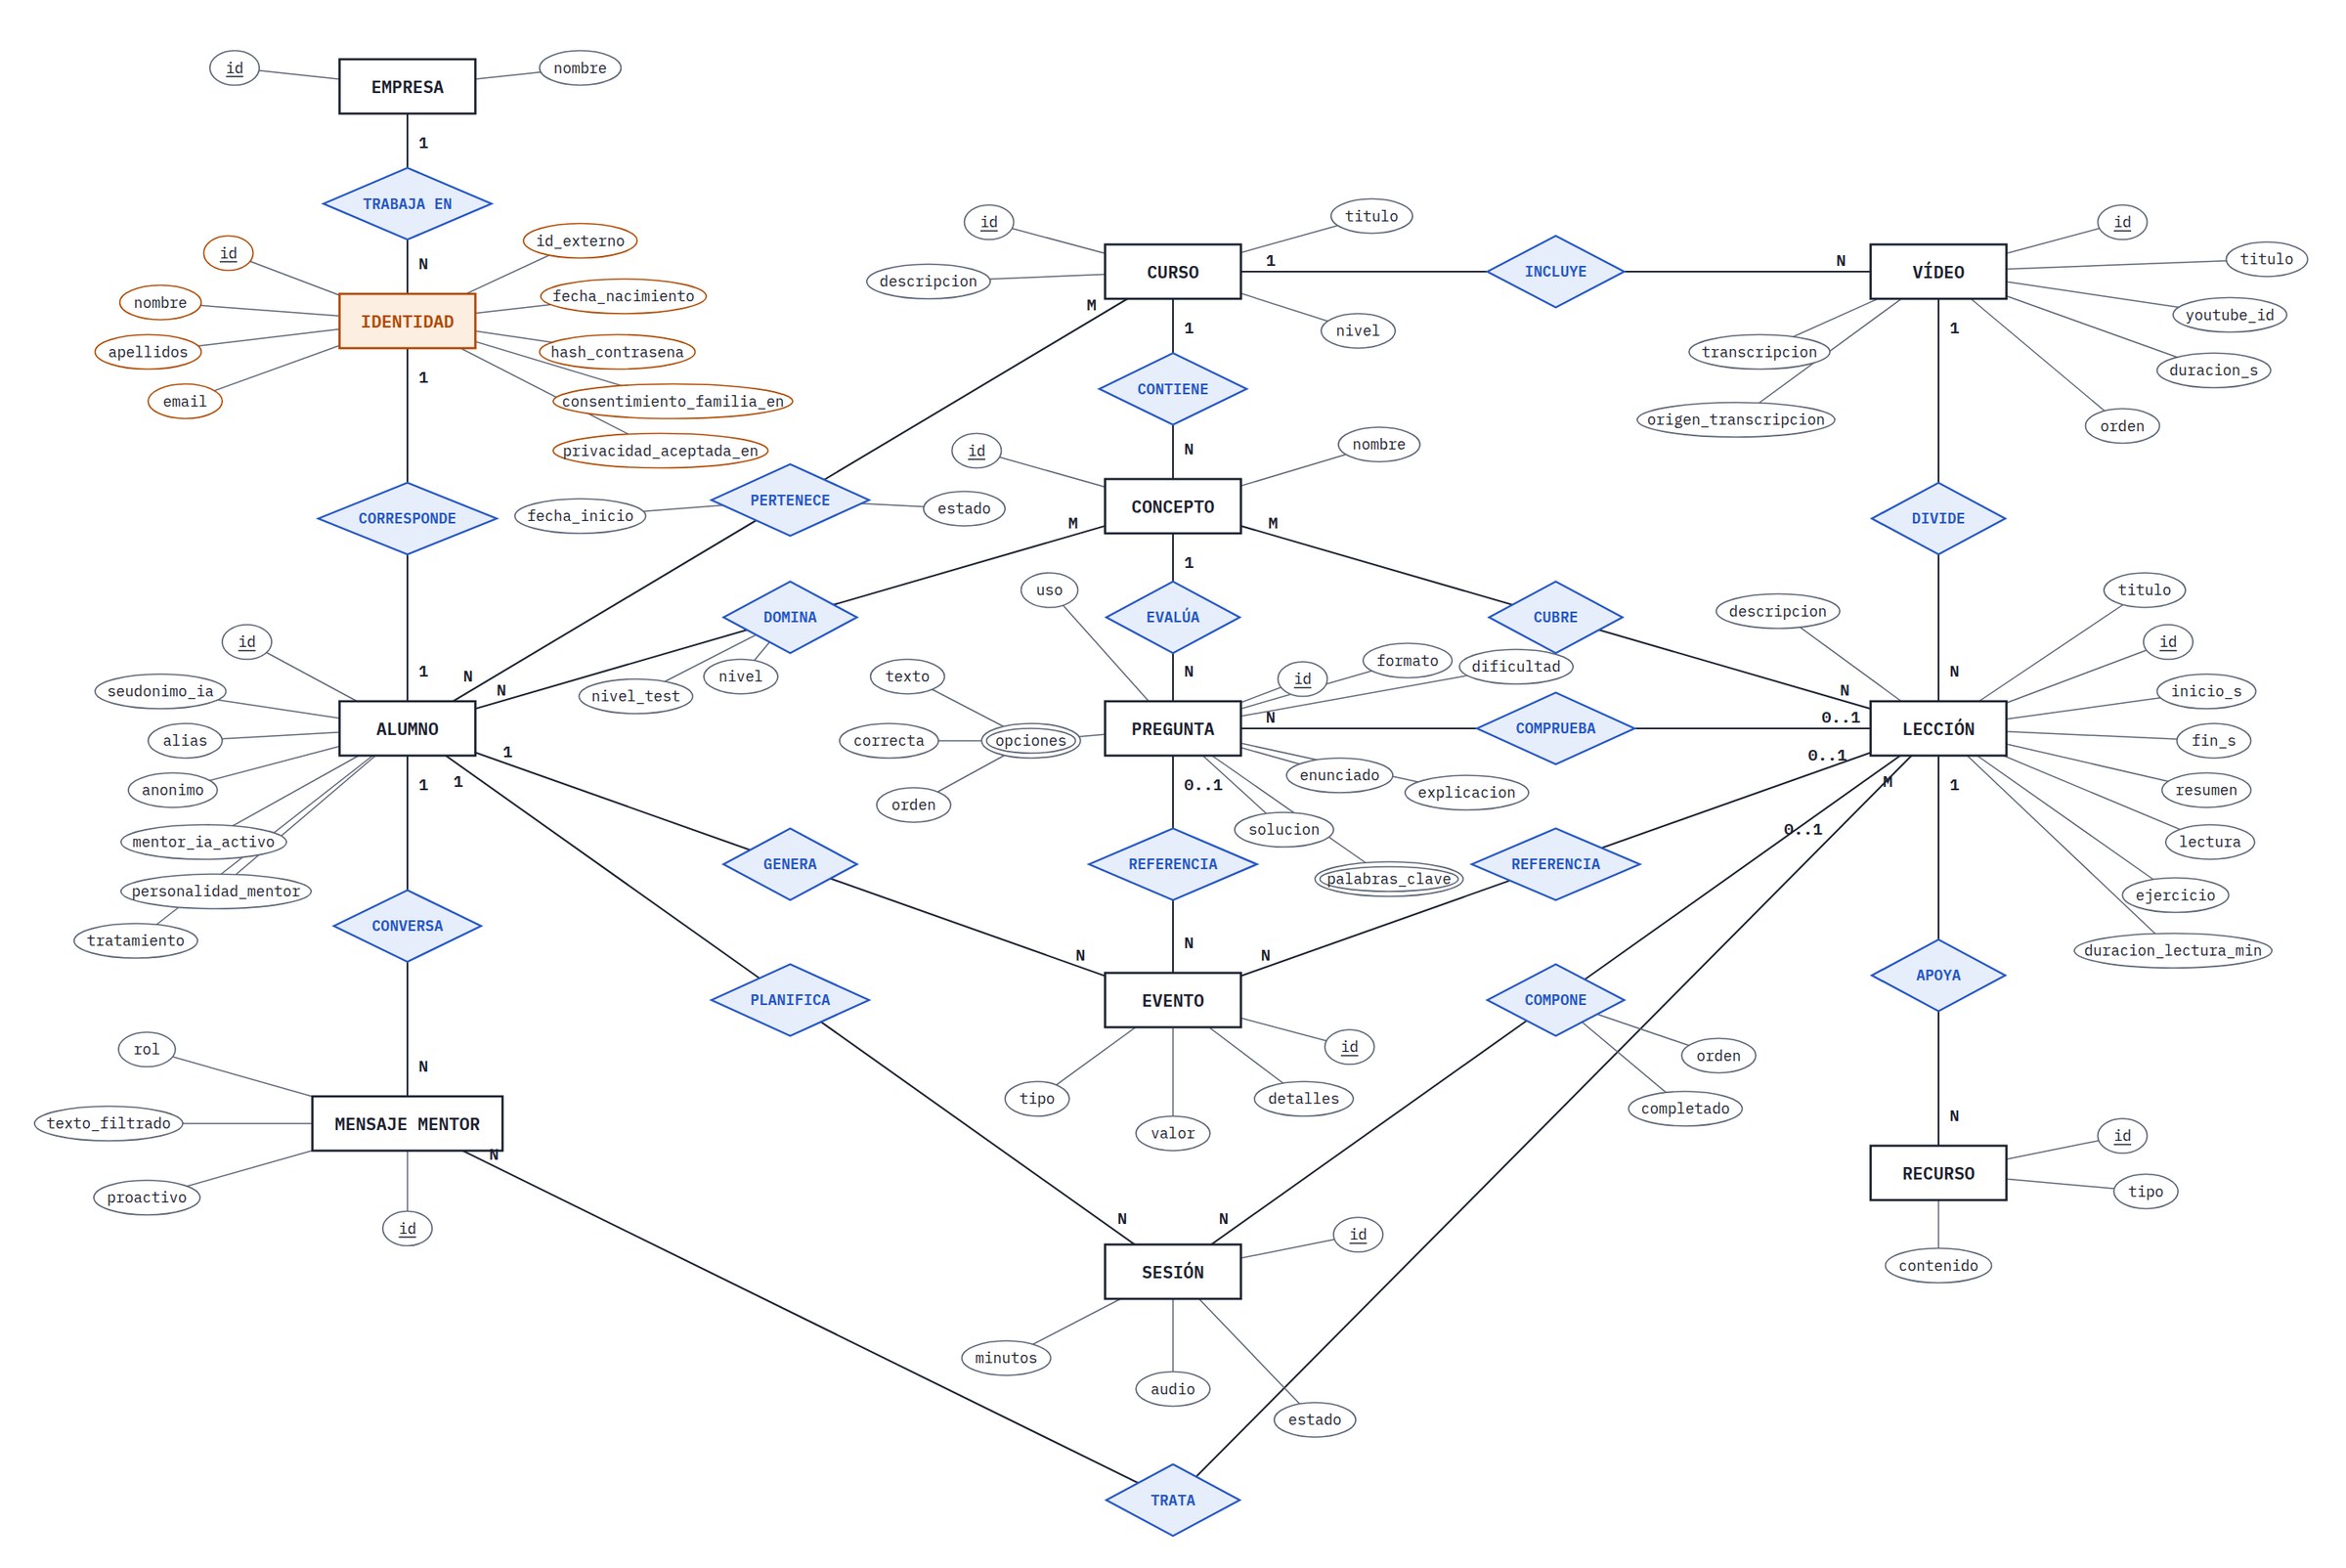 id
EMPRESA
nombre
1
TRABAJA EN
N
id
id_externo
nombre
fecha_nacimiento
IDENTIDAD
apellidos
hash_contrasena
email
consentimiento_familia_en
privacidad_aceptada_en
1
CORRESPONDE
1
id
titulo
CURSO
descripcion
nivel
1
INCLUYE
N
id
titulo
VÍDEO
youtube_id
transcripcion
duracion_s
origen_transcripcion
orden
M
1
CONTIENE
N
1
id
nombre
CONCEPTO
PERTENECE
fecha_inicio
estado
M
M
DIVIDE
1
DOMINA
nivel_test
nivel
EVALÚA
CUBRE
uso
N
N
N
N
N
id
seudonimo_ia
ALUMNO
alias
anonimo
mentor_ia_activo
personalidad_mentor
tratamiento
texto
correcta
opciones
orden
PREGUNTA
id
formato
dificultad
enunciado
explicacion
solucion
palabras_clave
N
COMPRUEBA
0..1
descripcion
titulo
id
LECCIÓN
inicio_s
fin_s
resumen
lectura
ejercicio
duracion_lectura_min
1
1
1
0..1
0..1
M
0..1
1
GENERA
REFERENCIA
REFERENCIA
CONVERSA
N
N
N
PLANIFICA
EVENTO
COMPONE
APOYA
id
tipo
valor
detalles
orden
completado
N
rol
MENSAJE MENTOR
texto_filtrado
proactivo
id
N
N
N
N
id
RECURSO
tipo
contenido
SESIÓN
id
minutos
audio
estado
TRATA